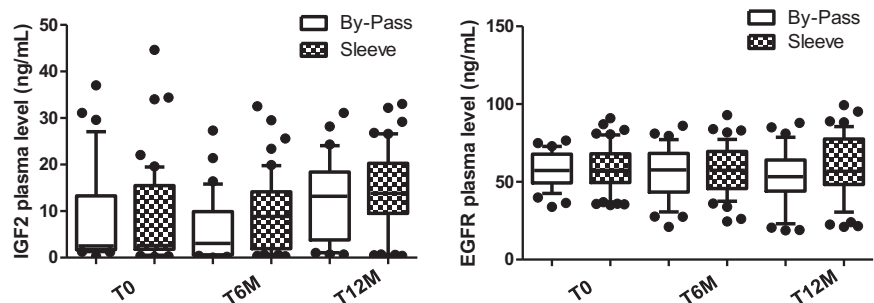 By-Pass
Sleeve
IGF2 plasma level (ng/mL)
50
40
30
20
10
0
T0
T6M
T12M
By-Pass
Sleeve
EGFR plasma level (ng/mL)
150
100
50
0
T0
T6M
T12M